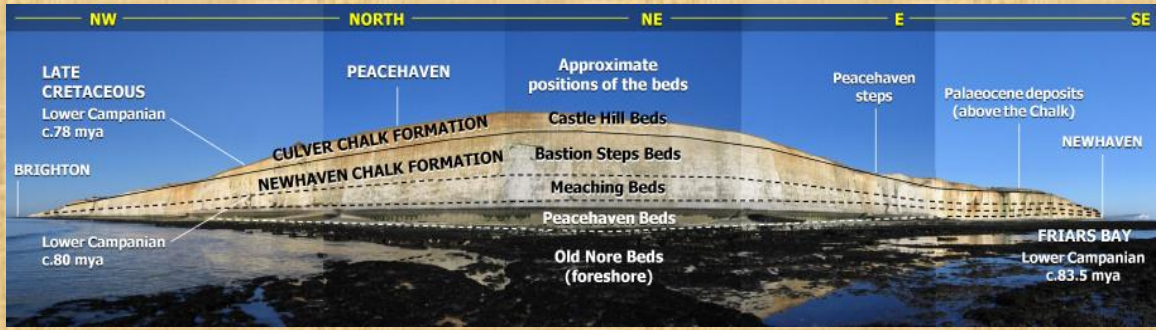 NW NORTH NE E SE
LATE
CRETACEOUS
Lower Campanian
c.78 mya
PEACEHAVEN
Approximate
positions of the beds
Peacehaven
steps
Palaeocene deposits
(above the Chalk)
NEWHAVEN
BRIGHTON
CULVER CHALK FORMATION
NEWHAVEN CHALK FORMATION
Castle Hill Beds
Bastion Steps Beds
Meaching Beds
Peacehaven Beds
Old Nore Beds
(foreshore)
Lower Campanian
c.80 mya
FRIARS BAY
Lower Campanian
c.83.5 mya